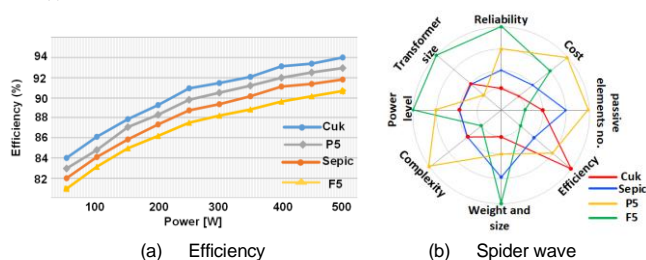 94
92
90
88
86
84
82
Efficiency (%)
100
150
200
250
300
400
500
Power [W]
Cuk
P5
Sepic
F5
(a) Efficiency
Reliability
Cost
passive
elements no.
Efficiency
Weight and
size
Complexity
Power
level
Transformer
size
Cuk
Sepic
P5
F5
(b) Spider wave